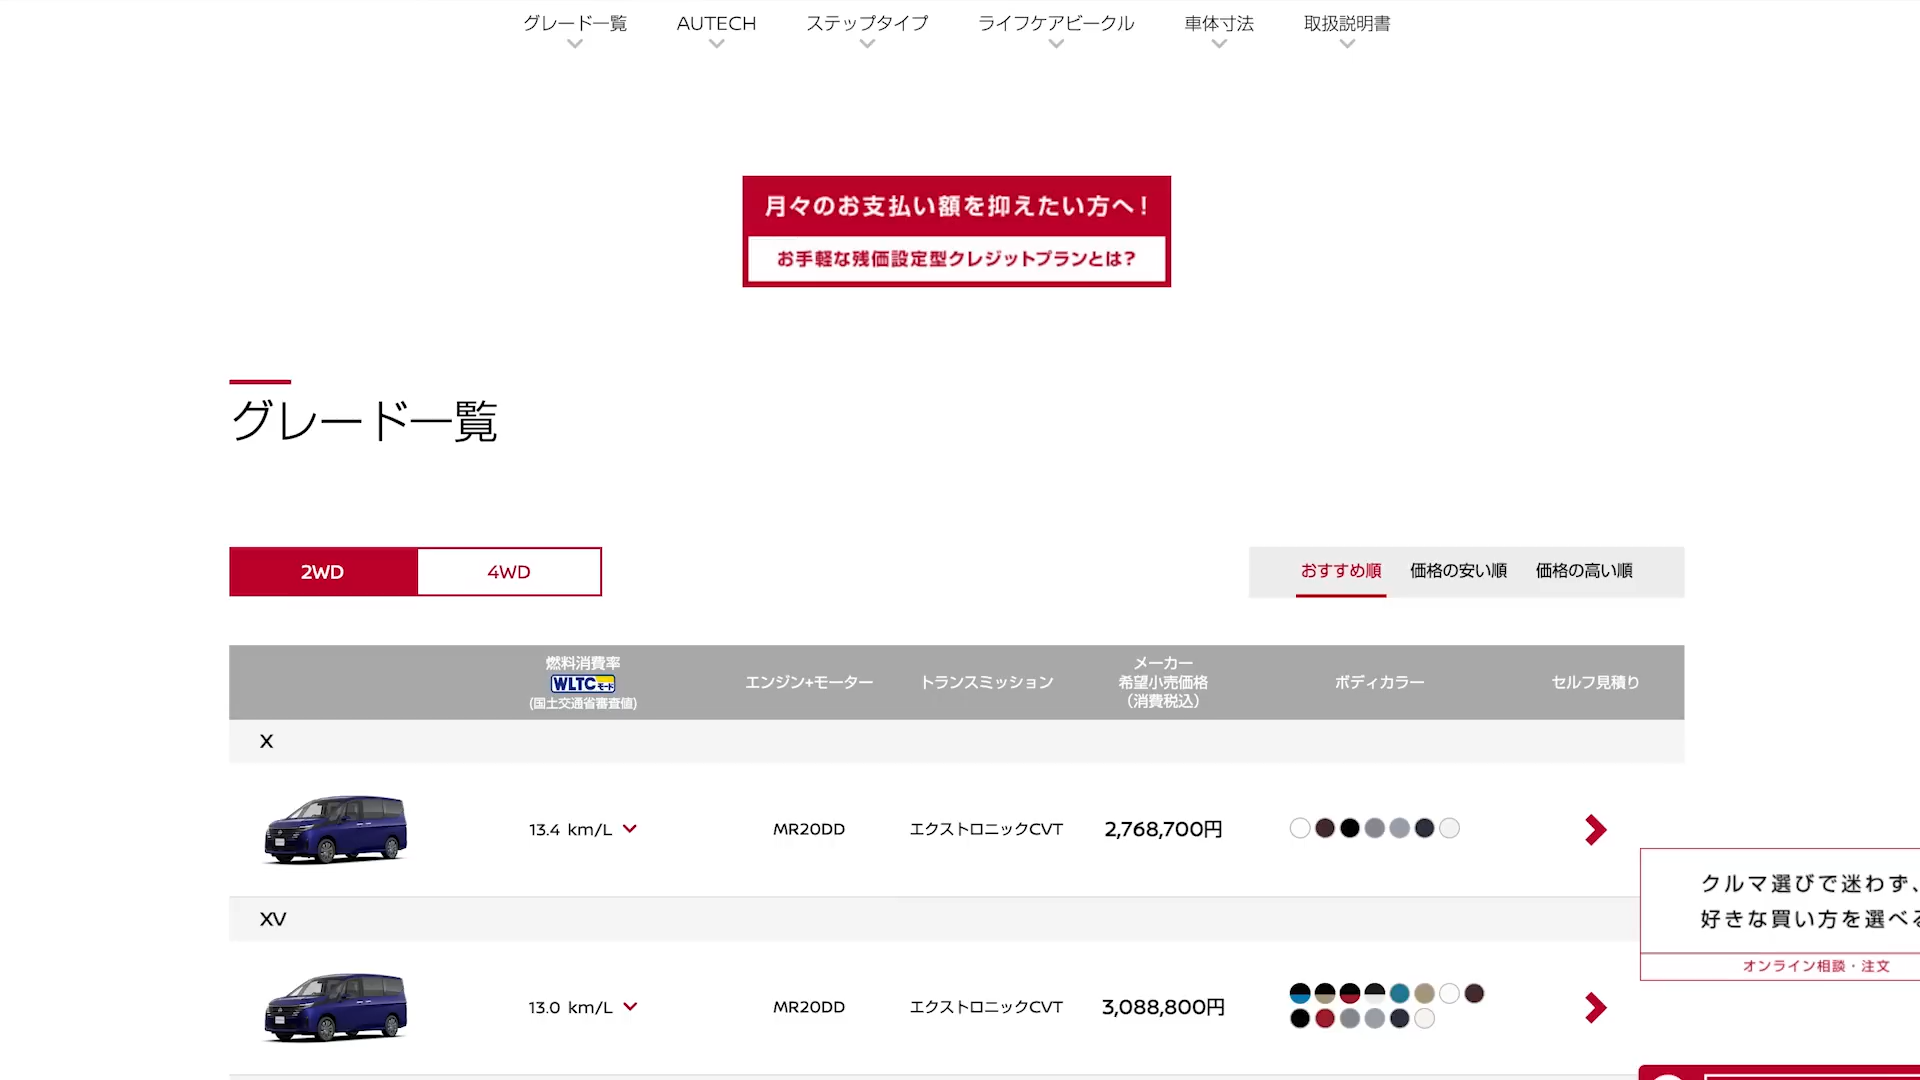 グレード一覧 AUTECH ステップタイプ ライフケアビークル 車体寸法 取扱説明書
月々のお支払い額を抑えたい方へ！
お手軽な残価設定型クレジットプランとは？
グレード一覧
2WD 4WD
おすすめ順 価格の安い順 価格の高い順
燃料消費率
WLTCモード
(国土交通省審査値)
エンジン+モーター
トランスミッション
メーカー
希望小売価格
（消費税込）
ボディカラー
セルフ見積り
X
13.4 km/L MR20DD エクストロニックCVT 2,768,700円
XV
13.0 km/L MR20DD エクストロニックCVT 3,088,800円
クルマ選びで迷わず、
好きな買い方を選べ
オンライン相談・注文